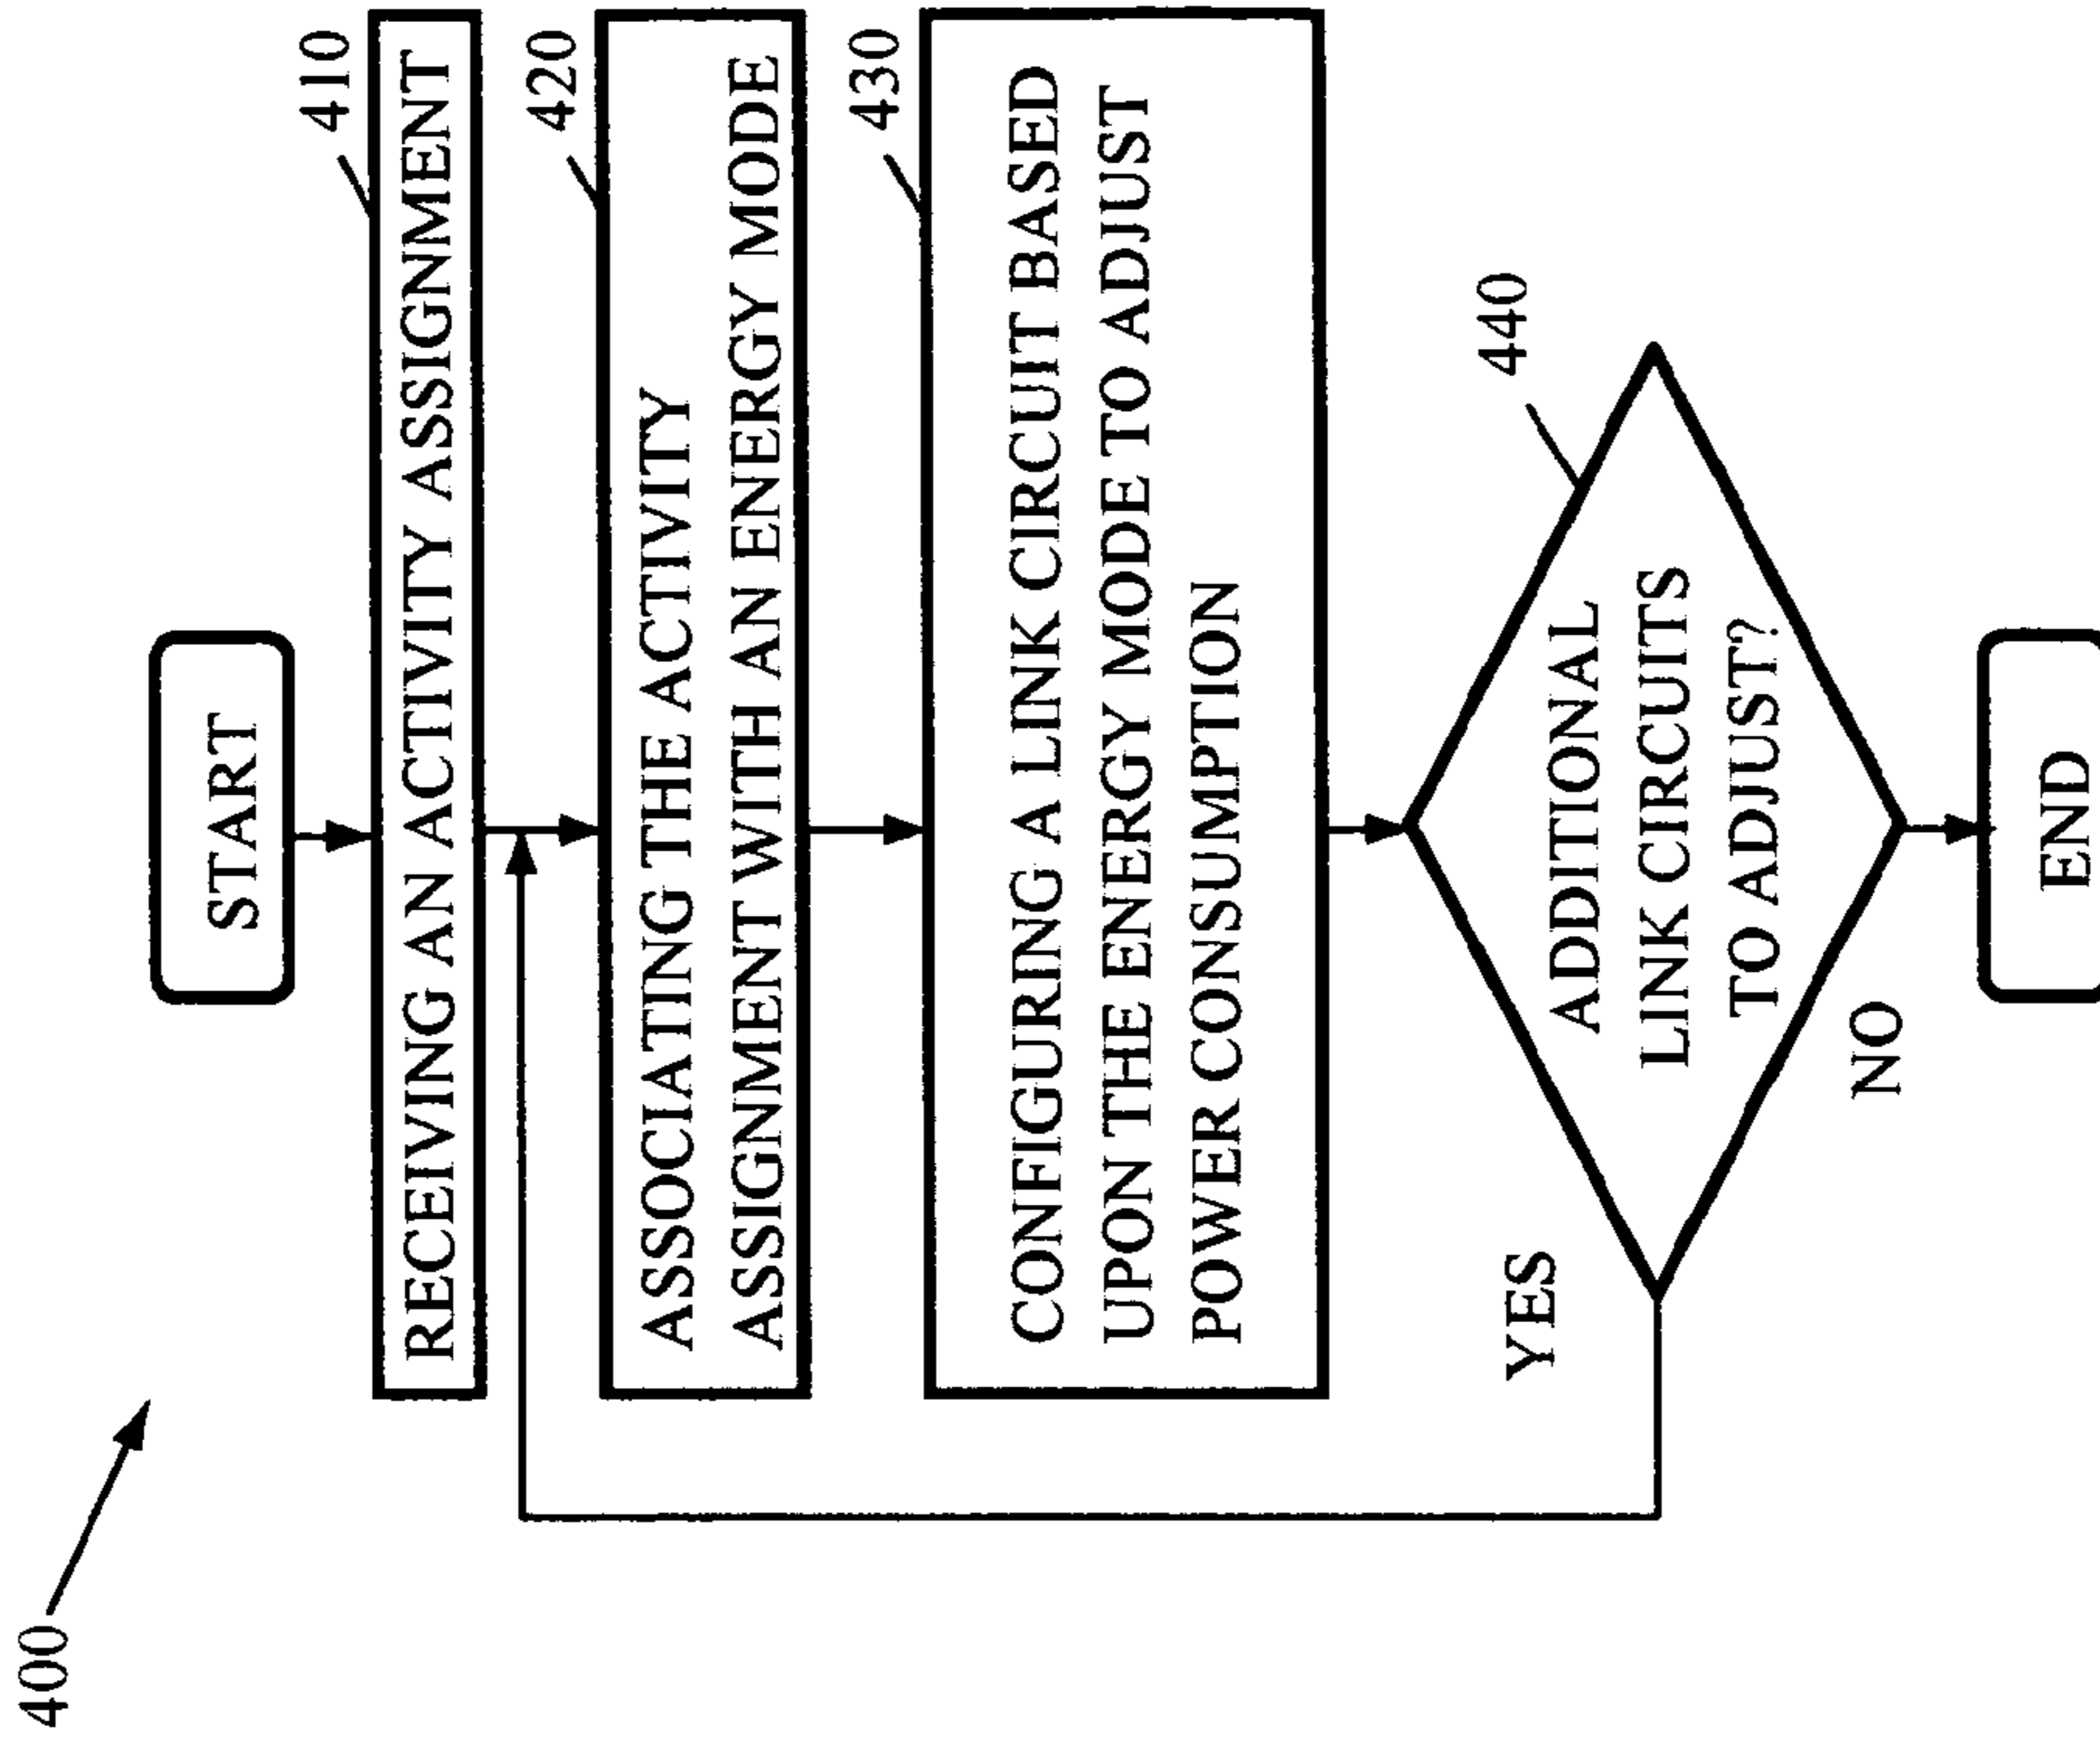 400
START
410
RECEIVING AN ACTIVITY ASSIGNMENT
420
ASSOCIATING THE ACTIVITY
ASSIGNMENT WITH AN ENERGY MODE
430
CONFIGURING A LINK CIRCUIT BASED
UPON THE ENERGY MODE TO ADJUST
POWER CONSUMPTION
440
ADDITIONAL
LINK CIRCUITS
TO ADJUST?
YES
NO
END